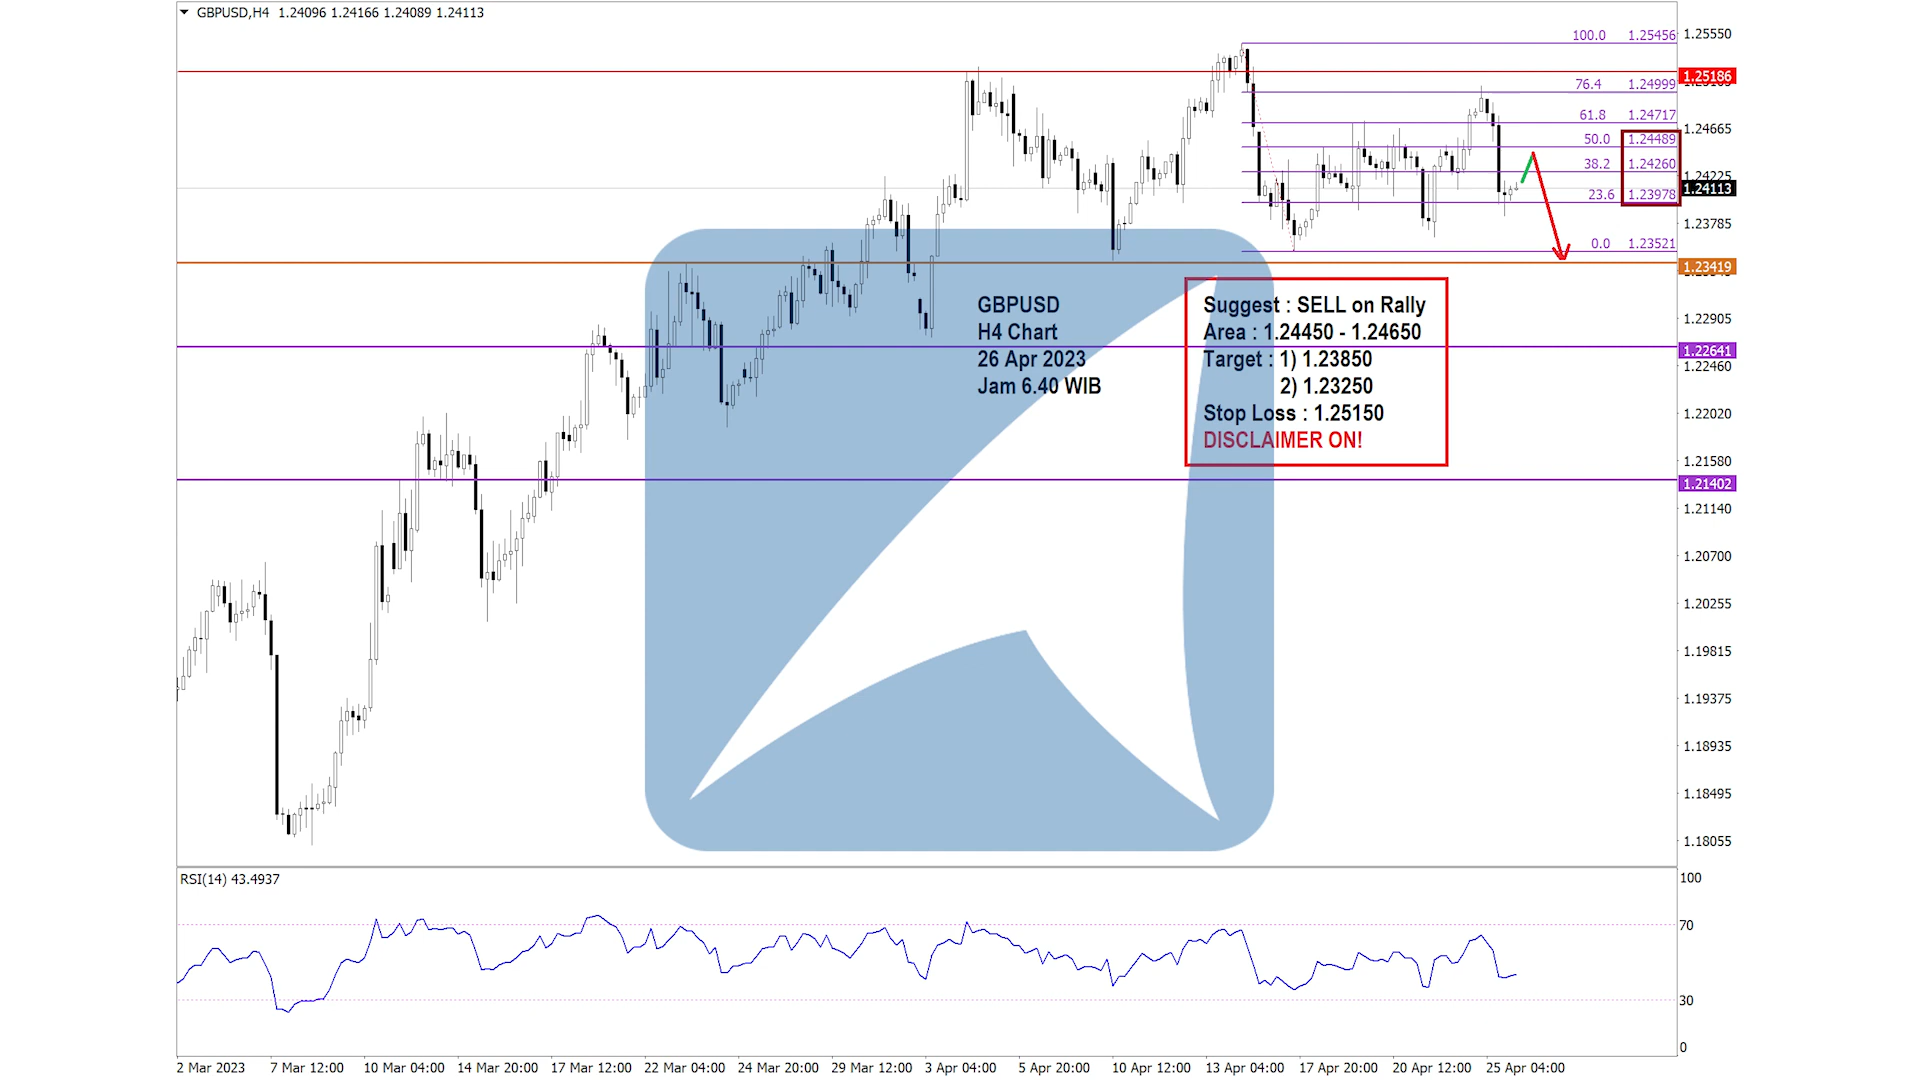 GBPUSD,H4 1.24096 1.24166 1.24089 1.24113
100.0 1.25456
1.25550
1.25186
76.4 1.24999
61.8 1.24717
1.24665
50.0 1.24489
38.2 1.24260
1.24225
1.24113
23.6 1.23978
1.23785
0.0 1.23521
1.23419
1.22905
1.22641
1.22460
1.22020
1.21580
1.21402
1.21140
1.20700
1.20255
1.19815
1.19375
1.18935
1.18495
1.18055
GBPUSD
H4 Chart
26 Apr 2023
Jam 6.40 WIB
Suggest : SELL on Rally
Area : 1.24450 - 1.24650
Target : 1) 1.23850
2) 1.23250
Stop Loss : 1.25150
DISCLAIMER ON!
RSI(14) 43.4937
100
70
30
0
2 Mar 2023 7 Mar 12:00 10 Mar 04:00 14 Mar 20:00 17 Mar 12:00 22 Mar 04:00 24 Mar 20:00 29 Mar 12:00 3 Apr 04:00 5 Apr 20:00 10 Apr 12:00 13 Apr 04:00 17 Apr 20:00 20 Apr 12:00 25 Apr 04:00